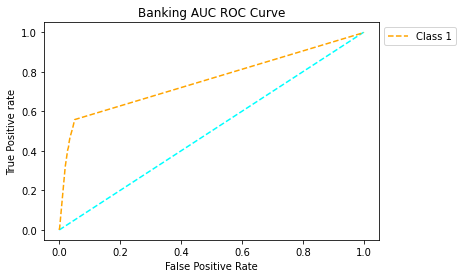 Banking AUC ROC Curve
Class 1
True Positive rate
1.0
0.8
0.6
0.4
0.2
0.0
0.0 0.2 0.4 0.6 0.8 1.0
False Positive Rate